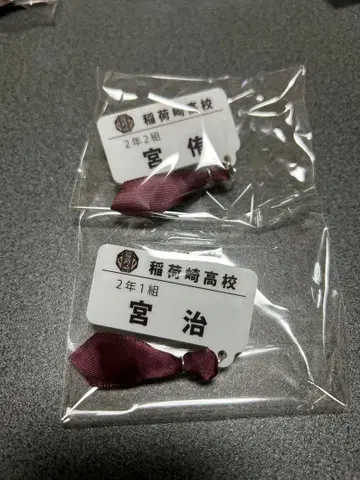 稲荷崎高校
2年2組
宮 侑
稲荷崎高校
2年1組
宮 治